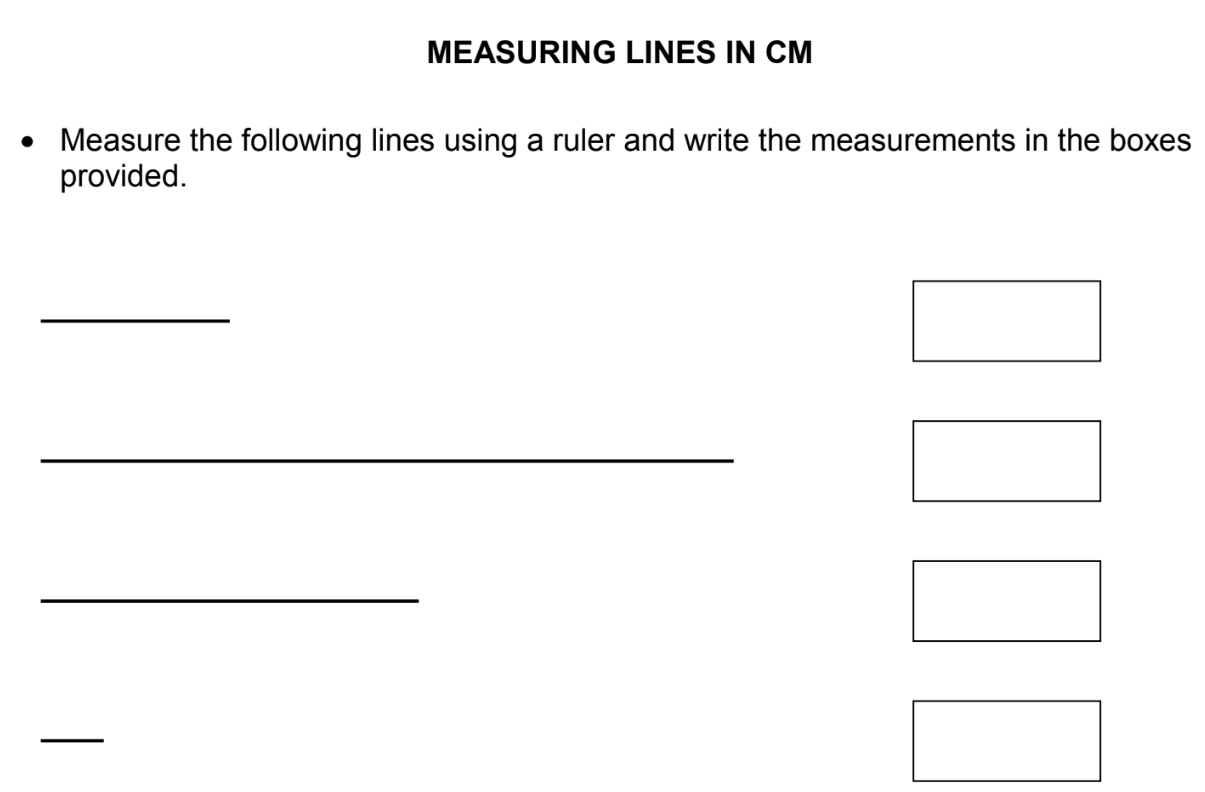 MEASURING LINES IN CM
• Measure the following lines using a ruler and write the measurements in the boxes
provided.